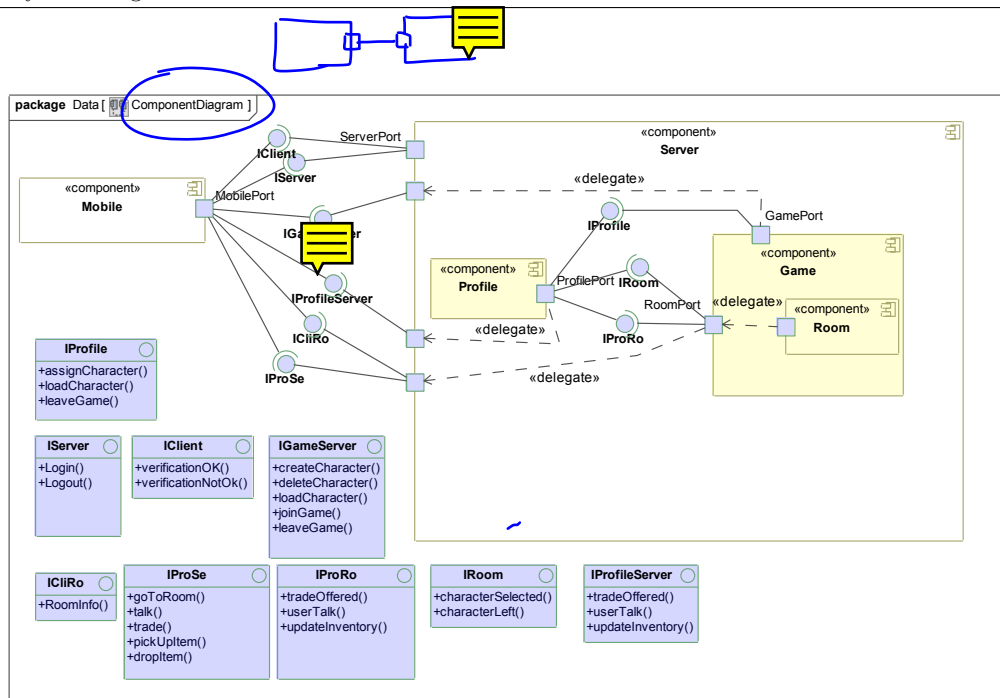 package Data [ ComponentDiagram ]
«component»
Mobile
MobilePort
IClient
IServer
ServerPort
IProfileServer
ICliRo
IProSe
«component»
Server
«delegate»
IProfile
GamePort
«component»
Profile
ProfilePort
IRoom
RoomPort
IProRo
«component»
Game
«delegate»
«component»
Room
«delegate»
«delegate»
IProfile
+assignCharacter()
+loadCharacter()
+leaveGame()
IServer
+Login()
+Logout()
IClient
+verificationOK()
+verificationNotOk()
IGameServer
+createCharacter()
+deleteCharacter()
+loadCharacter()
+joinGame()
+leaveGame()
ICliRo
+RoomInfo()
IProSe
+goToRoom()
+talk()
+trade()
+pickUpItem()
+dropItem()
IProRo
+tradeOffered()
+userTalk()
+updateInventory()
IRoom
+characterSelected()
+characterLeft()
IProfileServer
+tradeOffered()
+userTalk()
+updateInventory()